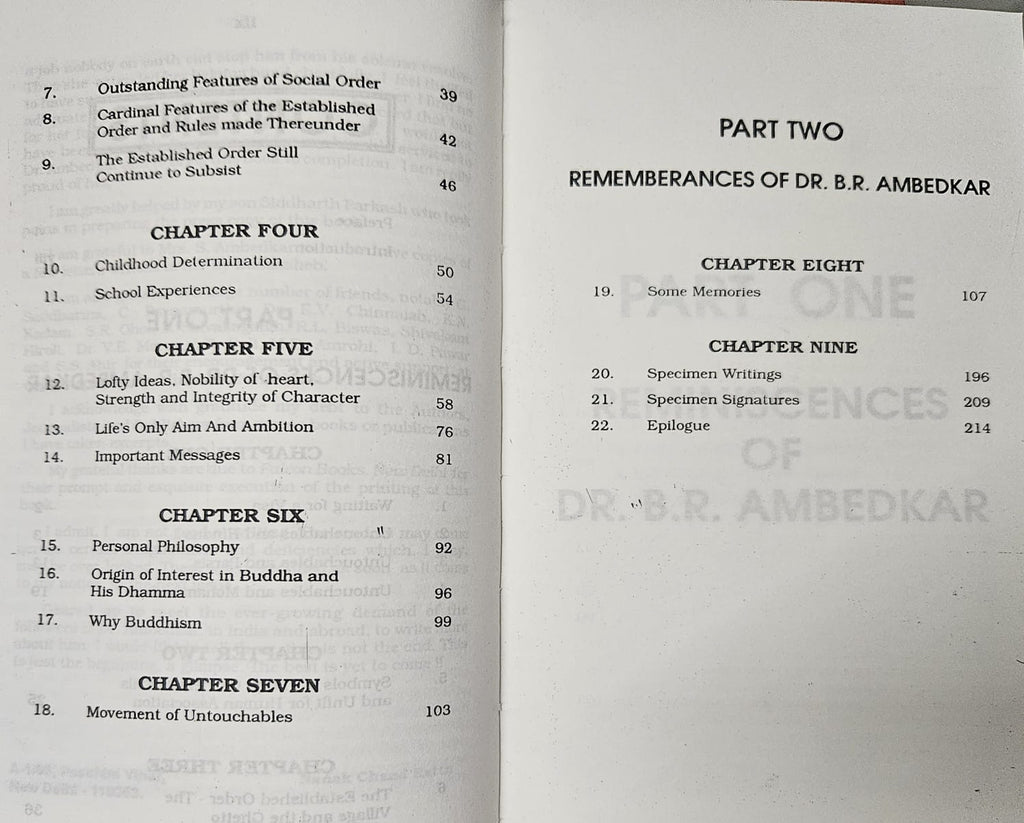 7. Outstanding Features of Social Order 39
8. Cardinal Features of the Established
Order and Rules made Thereunder 42
9. The Established Order Still
Continue to Subsist 46
CHAPTER FOUR
10. Childhood Determination 50
11. School Experiences 54
CHAPTER FIVE
12. Lofty Ideas, Nobility of heart,
Strength and Integrity of Character 58
13. Life's Only Aim And Ambition 76
14. Important Messages 81
CHAPTER SIX
15. Personal Philosophy 92
16. Origin of Interest in Buddha and
His Dhamma 96
17. Why Buddhism 99
CHAPTER SEVEN
18. Movement of Untouchables 103
PART TWO
REMEMBERANCES OF DR. B.R. AMBEDKAR
CHAPTER EIGHT
19. Some Memories 107
CHAPTER NINE
20. Specimen Writings 196
21. Specimen Signatures 209
22. Epilogue 214
PART ONE
REMINISCENCES
OF
DR. B.R. AMBEDKAR